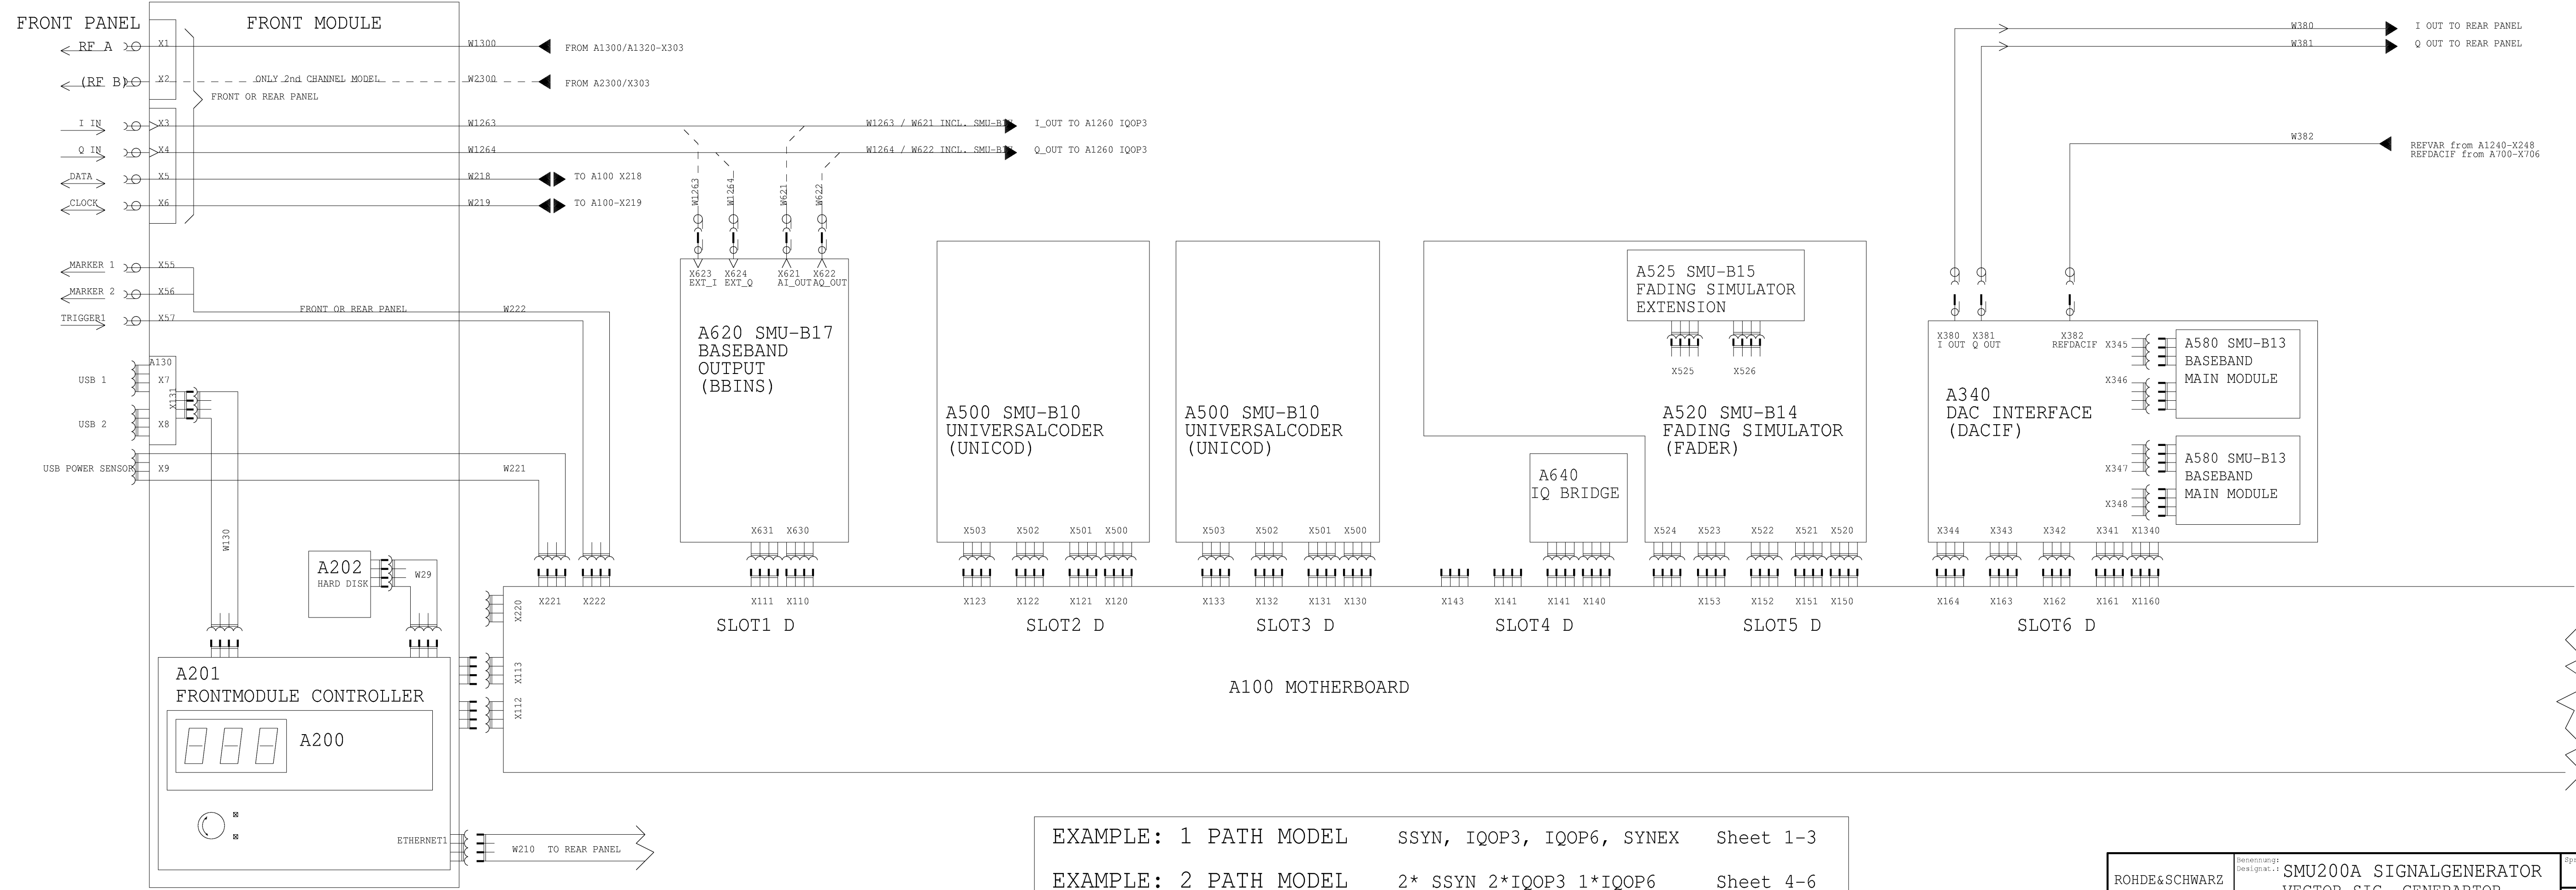 FRONT PANEL
FRONT MODULE
RF A
X1
W1300
FROM A1300/A1320-X303
(RF B)
X2
ONLY 2nd CHANNEL MODEL
W2300
FROM A2300/X303
FRONT OR REAR PANEL
I IN
X3
W1263
W1263 / W621 INCL. SMU-B17
I_OUT TO A1260 IQOP3
Q IN
X4
W1264
W1264 / W622 INCL. SMU-B17
Q_OUT TO A1260 IQOP3
DATA
X5
W218
TO A100 X218
CLOCK
X6
W219
TO A100-X219
W1263
W1264
W621
W622
W380
I OUT TO REAR PANEL
W381
Q OUT TO REAR PANEL
W382
REFVAR from A1240-X248
REFDACIF from A700-X706
MARKER 1
X55
MARKER 2
X56
FRONT OR REAR PANEL
W222
TRIGGER1
X57
A130
USB 1
X7
X131
USB 2
X8
USB POWER SENSOR
X9
W221
W130
X623 X624 X621 X622
EXT_I EXT_Q AI_OUT AQ_OUT
A620 SMU-B17
BASEBAND
OUTPUT
(BBINS)
X631 X630
A500 SMU-B10
UNIVERSALCODER
(UNICOD)
X503 X502 X501 X500
A500 SMU-B10
UNIVERSALCODER
(UNICOD)
X503 X502 X501 X500
A525 SMU-B15
FADING SIMULATOR
EXTENSION
X525 X526
A520 SMU-B14
FADING SIMULATOR
(FADER)
A640
IQ BRIDGE
X524 X523 X522 X521 X520
X380 X381 X382
I OUT Q OUT REFDACIF
X345
X346
A580 SMU-B13
BASEBAND
MAIN MODULE
A340
DAC INTERFACE
(DACIF)
X347
X348
A580 SMU-B13
BASEBAND
MAIN MODULE
X344 X343 X342 X341 X1340
A202
HARD DISK
W29
X220
X221 X222 X111 X110 X123 X122 X121 X120 X133 X132 X131 X130 X143 X141 X141 X140 X153 X152 X151 X150 X164 X163 X162 X161 X1160
SLOT1 D SLOT2 D SLOT3 D SLOT4 D SLOT5 D SLOT6 D
X113
X112
A100 MOTHERBOARD
A201
FRONTMODULE CONTROLLER
A200
ETHERNET1
W210 TO REAR PANEL
EXAMPLE: 1 PATH MODEL SSYN, IQOP3, IQOP6, SYNEX Sheet 1-3
EXAMPLE: 2 PATH MODEL 2* SSYN 2*IQOP3 1*IQOP6 Sheet 4-6
ROHDE&SCHWARZ
Benennung:
Designat.:
SMU200A SIGNALGENERATOR